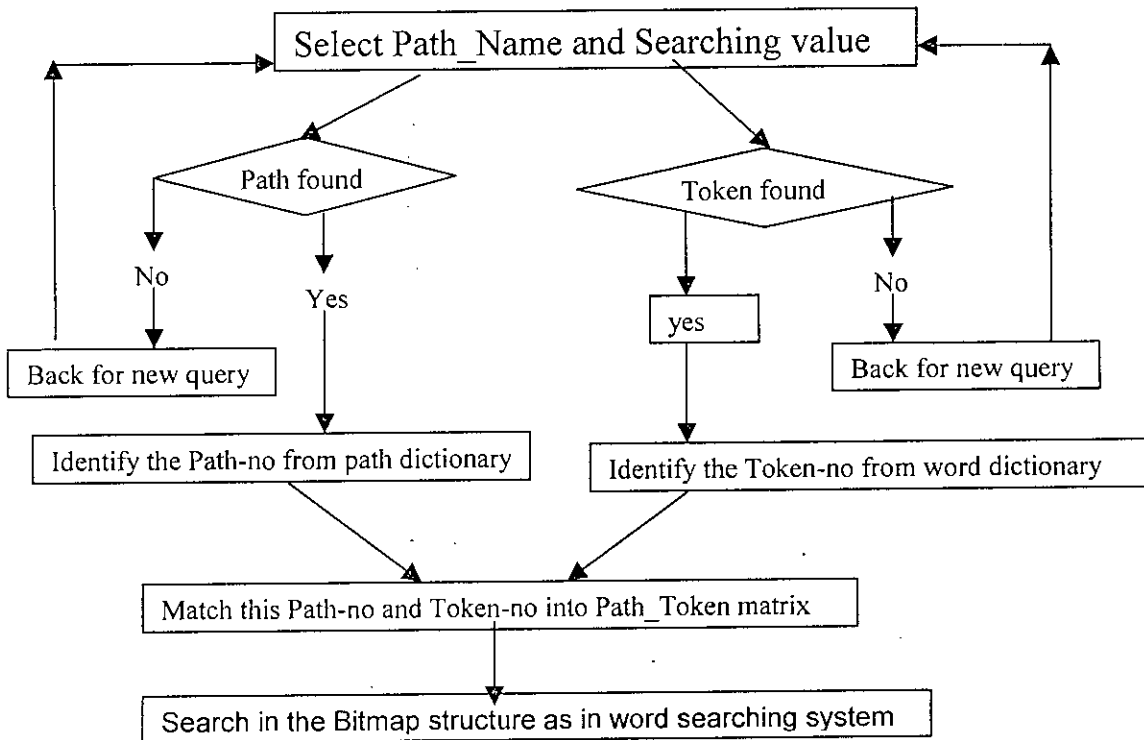 Select Path_Name and Searching value
Path found
Token found
No
Yes
yes
No
Back for new query
Back for new query
Identify the Path-no from path dictionary
Identify the Token-no from word dictionary
Match this Path-no and Token-no into Path_Token matrix
Search in the Bitmap structure as in word searching system